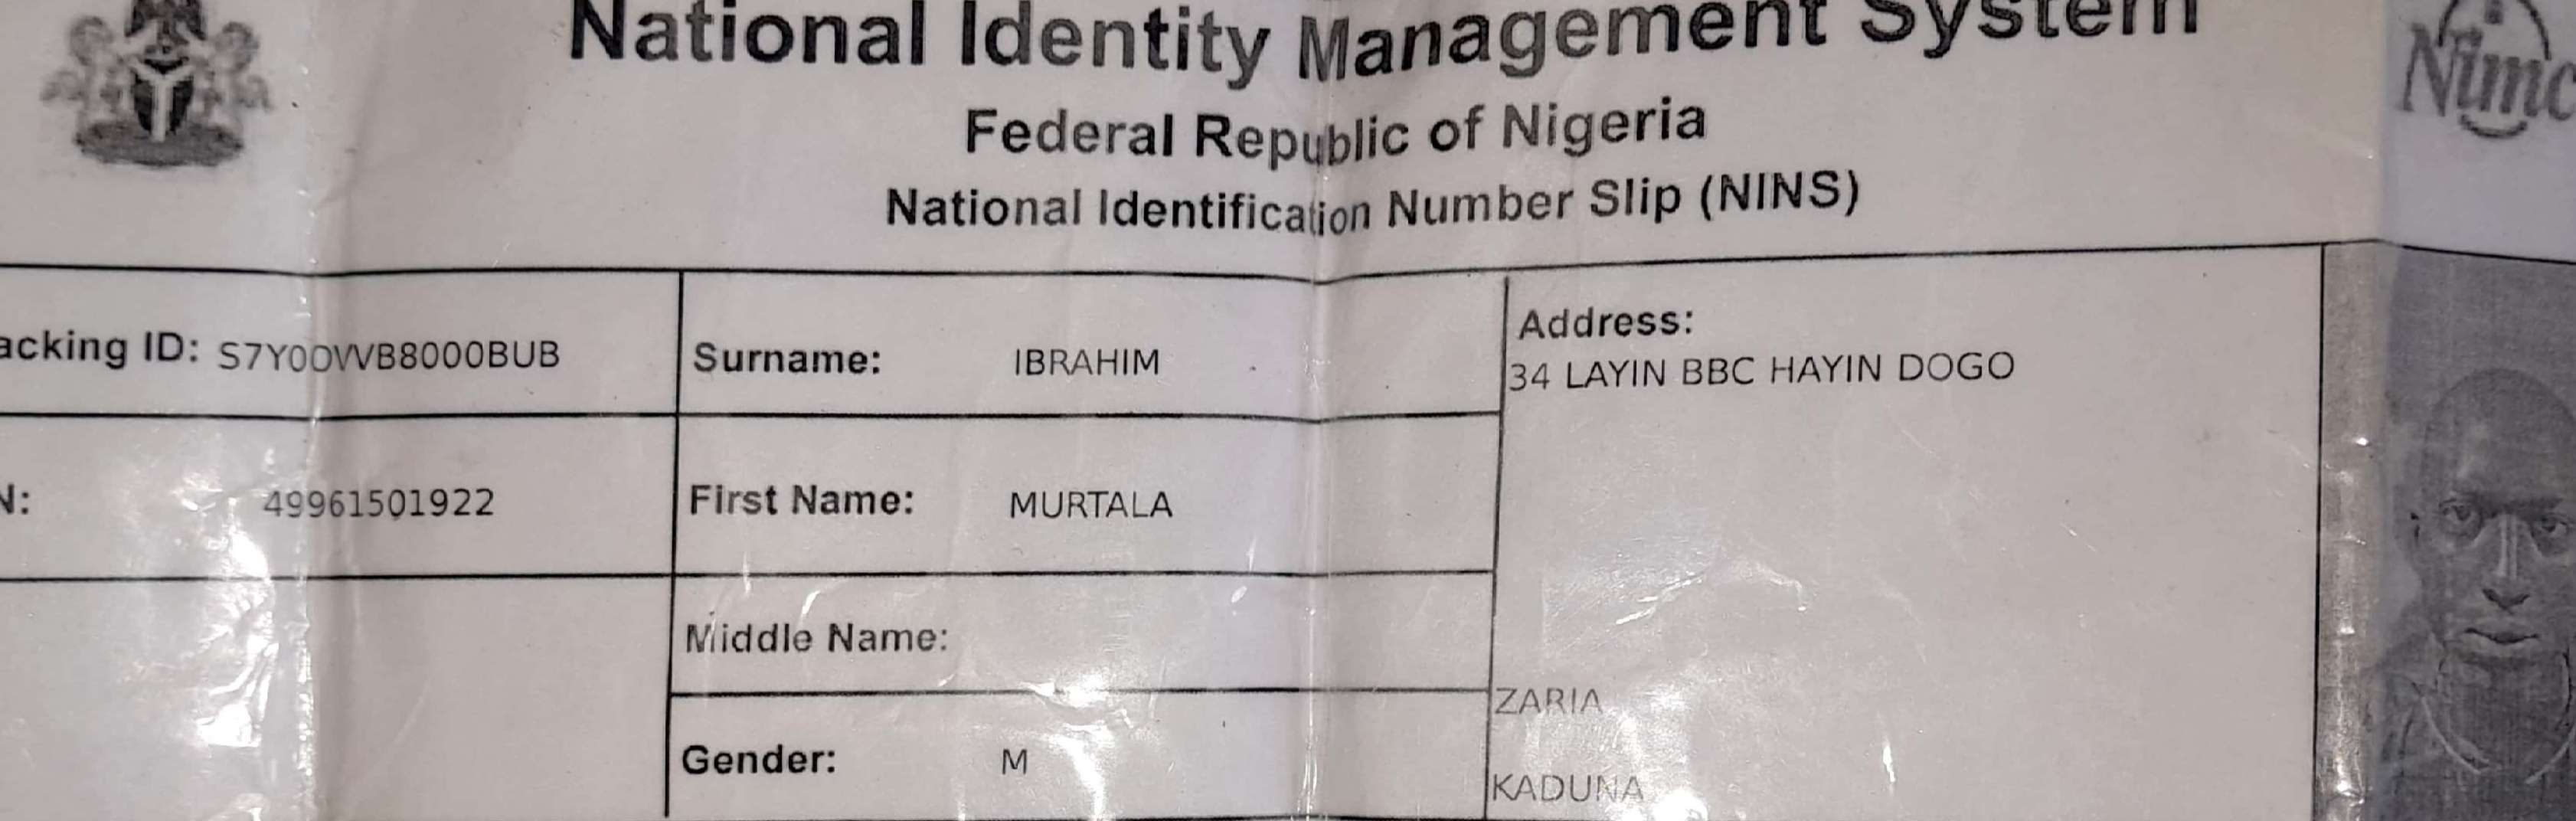 National Identity Management System
Federal Republic of Nigeria
National Identification Number Slip (NINS)
Nimc
acking ID: S7Y0OVVB8000BUB
Surname: IBRAHIM
Address:
34 LAYIN BBC HAYIN DOGO
N: 49961501922
First Name: MURTALA
Middle Name:
ZARIA
Gender: M
KADUNA